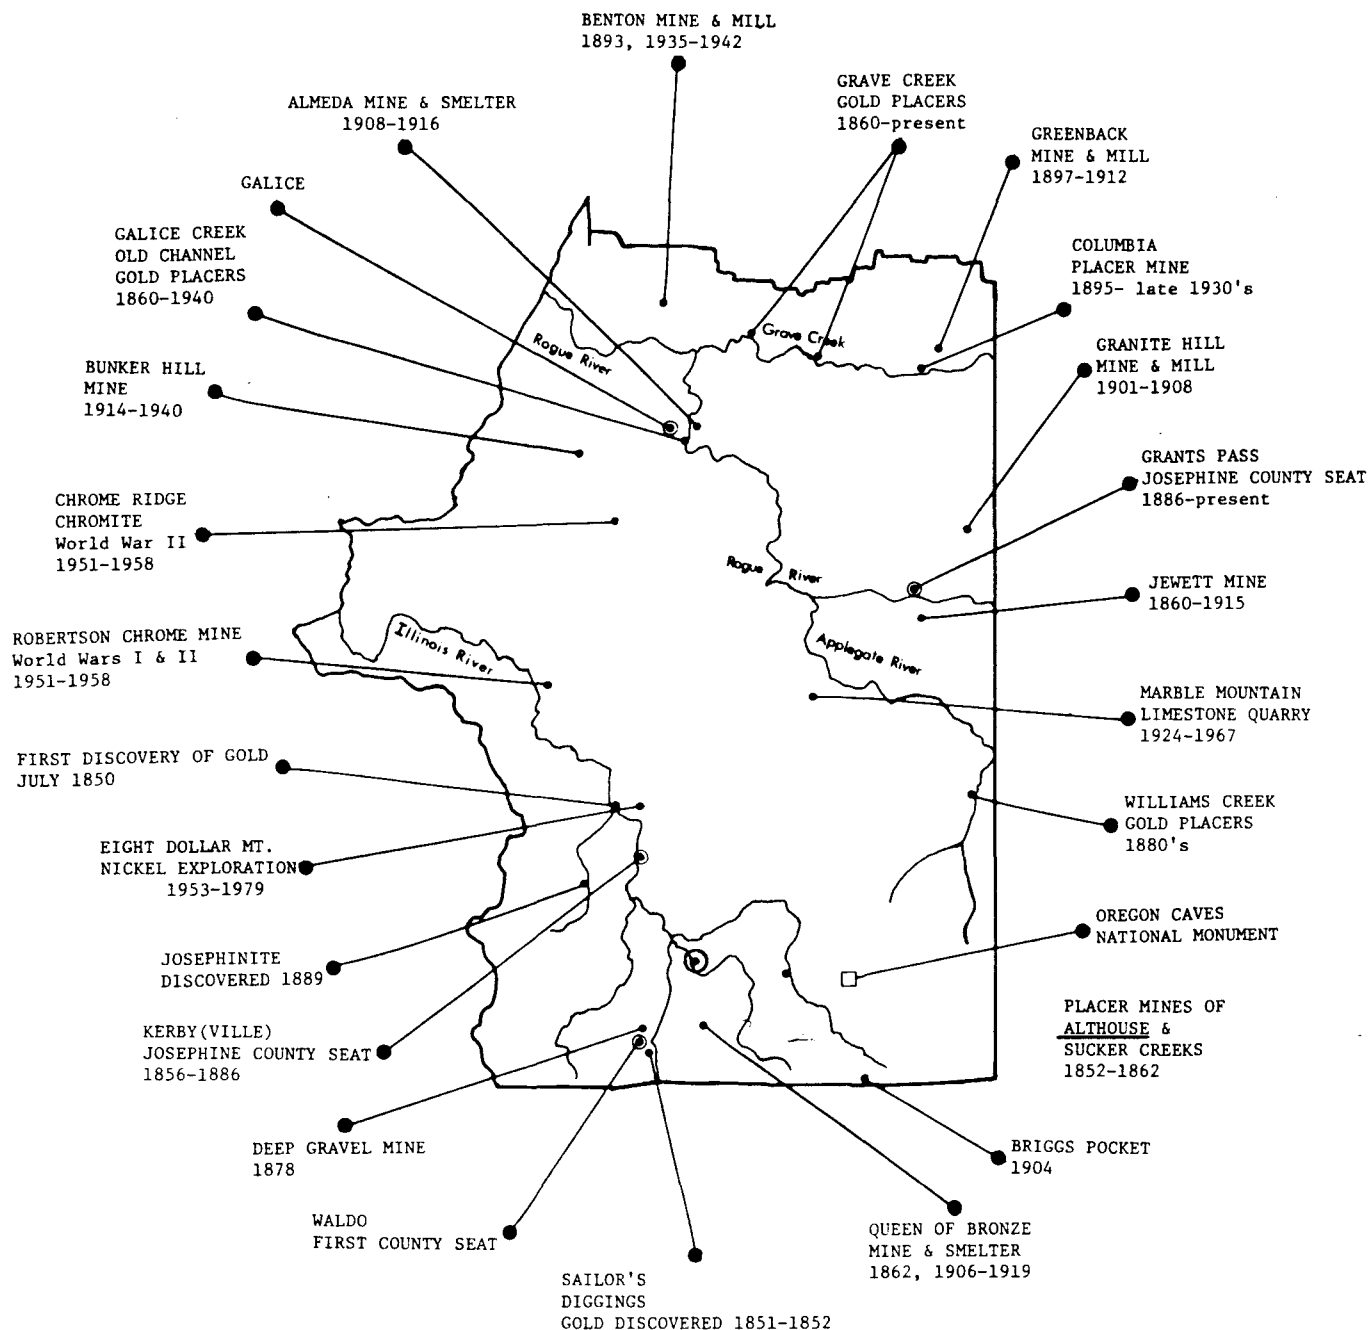 BENTON MINE & MILL
1893, 1935-1942
ALMEDA MINE & SMELTER
1908-1916
GRAVE CREEK
GOLD PLACERS
1860-present
GREENBACK
MINE & MILL
1897-1912
GALICE
GALICE CREEK
OLD CHANNEL
GOLD PLACERS
1860-1940
COLUMBIA
PLACER MINE
1895- late 1930's
Rogue River
Grave Creek
BUNKER HILL
MINE
1914-1940
GRANITE HILL
MINE & MILL
1901-1908
GRANTS PASS
JOSEPHINE COUNTY SEAT
1886-present
CHROME RIDGE
CHROMITE
World War II
1951-1958
Rogue River
JEWETT MINE
1860-1915
ROBERTSON CHROME MINE
World Wars I & II
1951-1958
Illinois River
Applegate River
MARBLE MOUNTAIN
LIMESTONE QUARRY
1924-1967
FIRST DISCOVERY OF GOLD
JULY 1850
WILLIAMS CREEK
GOLD PLACERS
1880's
EIGHT DOLLAR MT.
NICKEL EXPLORATION
1953-1979
OREGON CAVES
NATIONAL MONUMENT
JOSEPHINITE
DISCOVERED 1889
PLACER MINES OF
ALTHOUSE &
SUCKER CREEKS
1852-1862
KERBY(VILLE)
JOSEPHINE COUNTY SEAT
1856-1886
DEEP GRAVEL MINE
1878
BRIGGS POCKET
1904
WALDO
FIRST COUNTY SEAT
QUEEN OF BRONZE
MINE & SMELTER
1862, 1906-1919
SAILOR'S
DIGGINGS
GOLD DISCOVERED 1851-1852